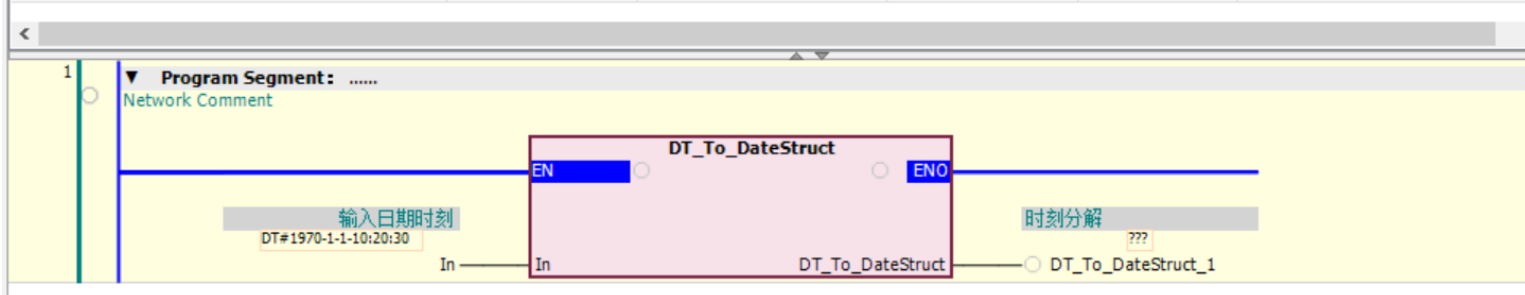 1
▼ Program Segment: ......
Network Comment
DT_To_DateStruct
EN ENO
输入日期时刻 时刻分解
DT#1970-1-1-10:20:30 ???
In In DT_To_DateStruct DT_To_DateStruct_1